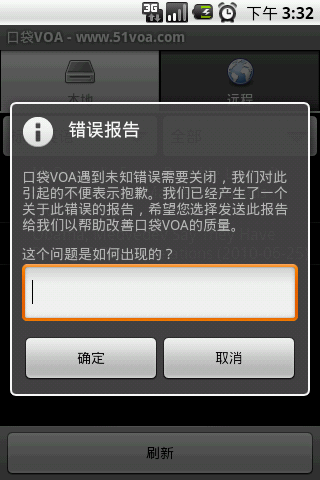 3G
下午 3:32
口袋VOA - www.51voa.com
本地
远程
全部
错误报告
口袋VOA遇到未知错误需要关闭，我们对此
引起的不便表示抱歉。我们已经产生了一个
关于此错误的报告，希望您选择发送此报告
给我们以帮助改善口袋VOA的质量。
这个问题是如何出现的？
确定
取消
刷新